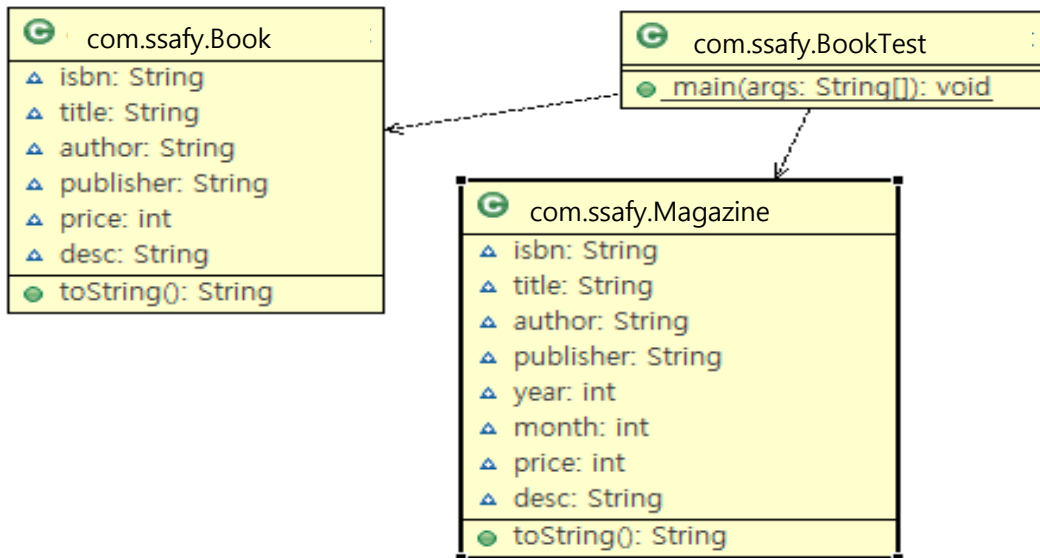 com.ssafy.Book
isbn: String
title: String
author: String
publisher: String
price: int
desc: String
toString(): String
com.ssafy.BookTest
main(args: String[]): void
com.ssafy.Magazine
isbn: String
title: String
author: String
publisher: String
year: int
month: int
price: int
desc: String
toString(): String